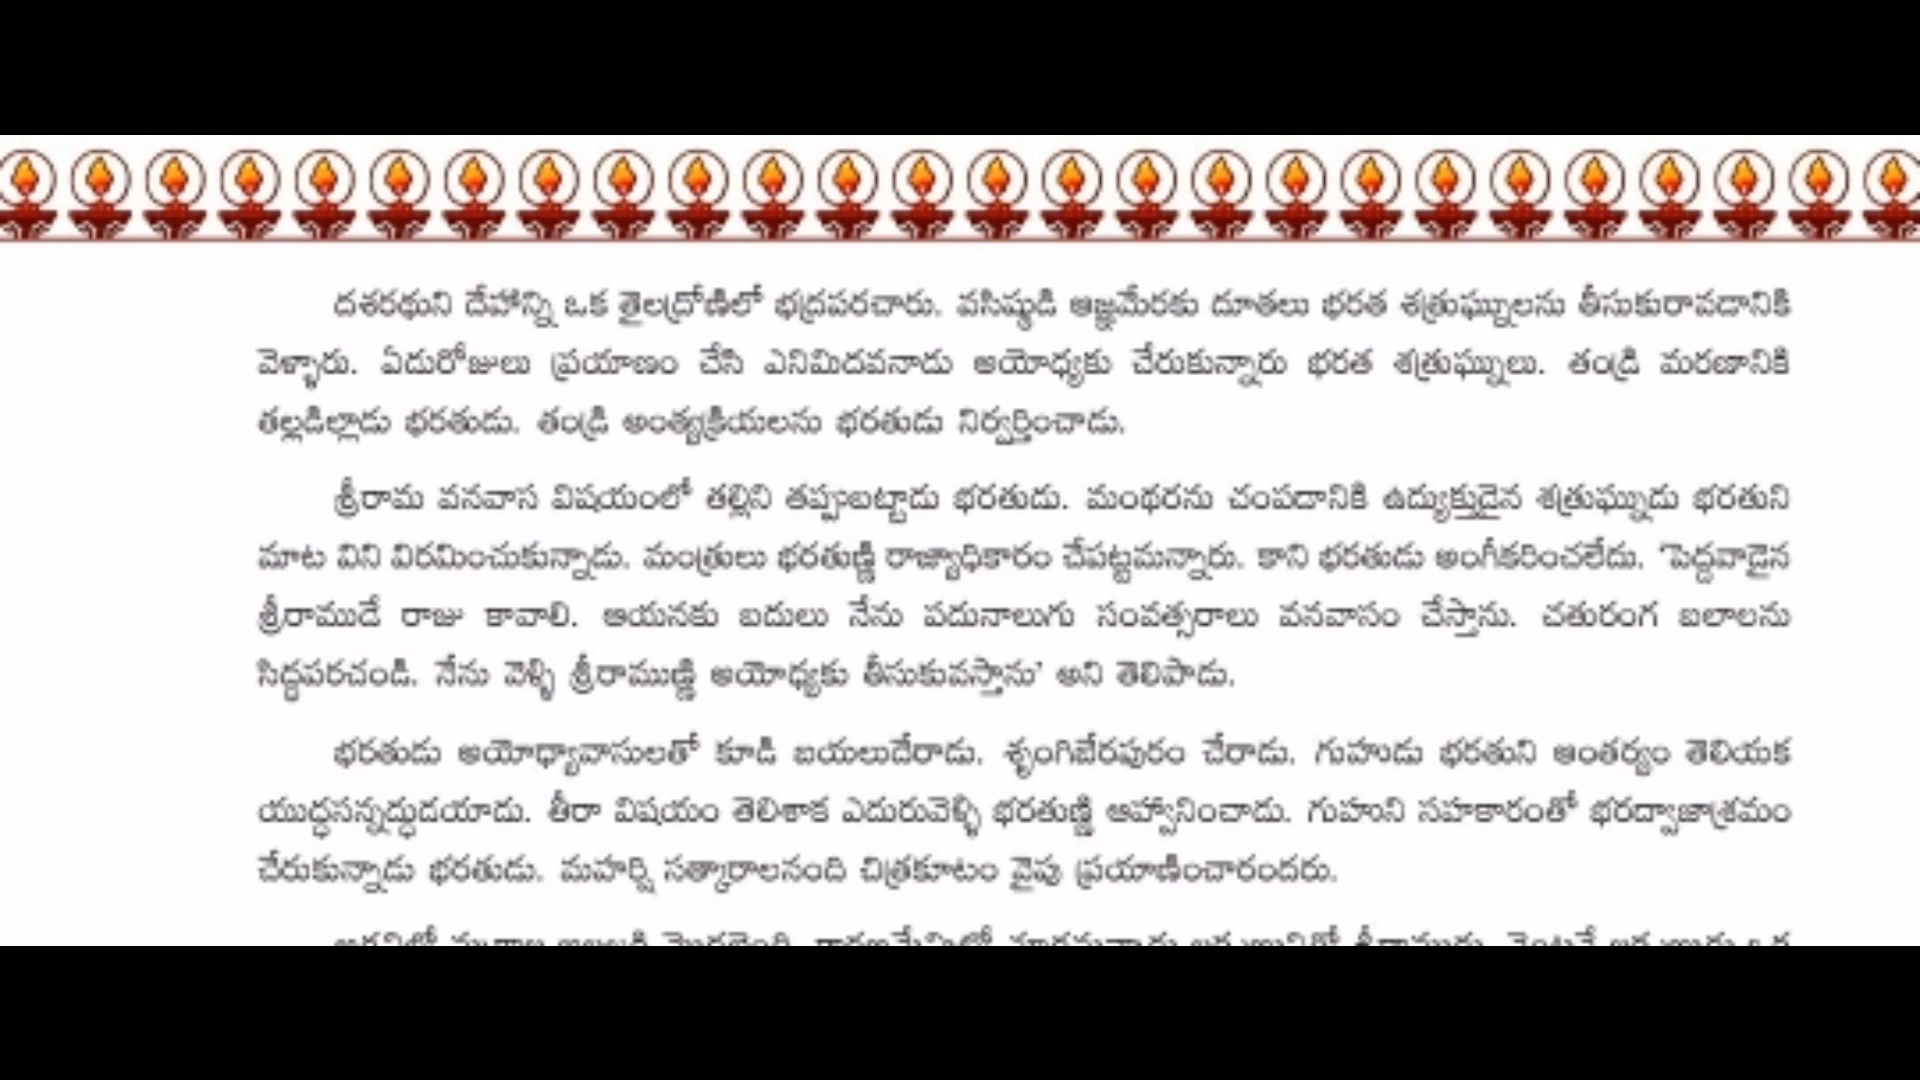 దశరథుని దేహాన్ని ఒక తైలద్రోణిలో భద్రపరచారు. వసిష్ఠుడి ఆజ్ఞమేరకు దూతలు భరత శత్రుఘ్నులను తీసుకురావడానికి
వెళ్ళారు. ఏడురోజులు ప్రయాణం చేసి ఎనిమిదవనాడు అయోధ్యకు చేరుకున్నారు భరత శత్రుఘ్నులు. తండ్రి మరణానికి
తల్లడిల్లాడు భరతుడు. తండ్రి అంత్యక్రియలను భరతుడు నిర్వర్తించాడు.
శ్రీరామ వనవాస విషయంలో తల్లిని తప్పుబట్టాడు భరతుడు. మంథరను చంపడానికి ఉద్యుక్తుడైన శత్రుఘ్నుడు భరతుని
మాట విని విరమించుకున్నాడు. మంత్రులు భరతుణ్ణి రాజ్యాధికారం చేపట్టమన్నారు. కాని భరతుడు అంగీకరించలేదు. 'పెద్దవాడైన
శ్రీరాముడే రాజు కావాలి. ఆయనకు బదులు నేను పదునాలుగు సంవత్సరాలు వనవాసం చేస్తాను. చతురంగ బలాలను
సిద్ధపరచండి. నేను వెళ్ళి శ్రీరాముణ్ణి అయోధ్యకు తీసుకువస్తాను' అని తెలిపాడు.
భరతుడు అయోధ్యావాసులతో కూడి బయలుదేరాడు. శృంగిబేరపురం చేరాడు. గుహుడు భరతుని ఆంతర్యం తెలియక
యుద్ధసన్నద్ధుడయాడు. తీరా విషయం తెలిశాక ఎదురువెళ్ళి భరతుణ్ణి ఆహ్వానించాడు. గుహుని సహకారంతో భరద్వాజాశ్రమం
చేరుకున్నాడు భరతుడు. మహర్షి సత్కారాలనంది చిత్రకూటం వైపు ప్రయాణించారందరు.